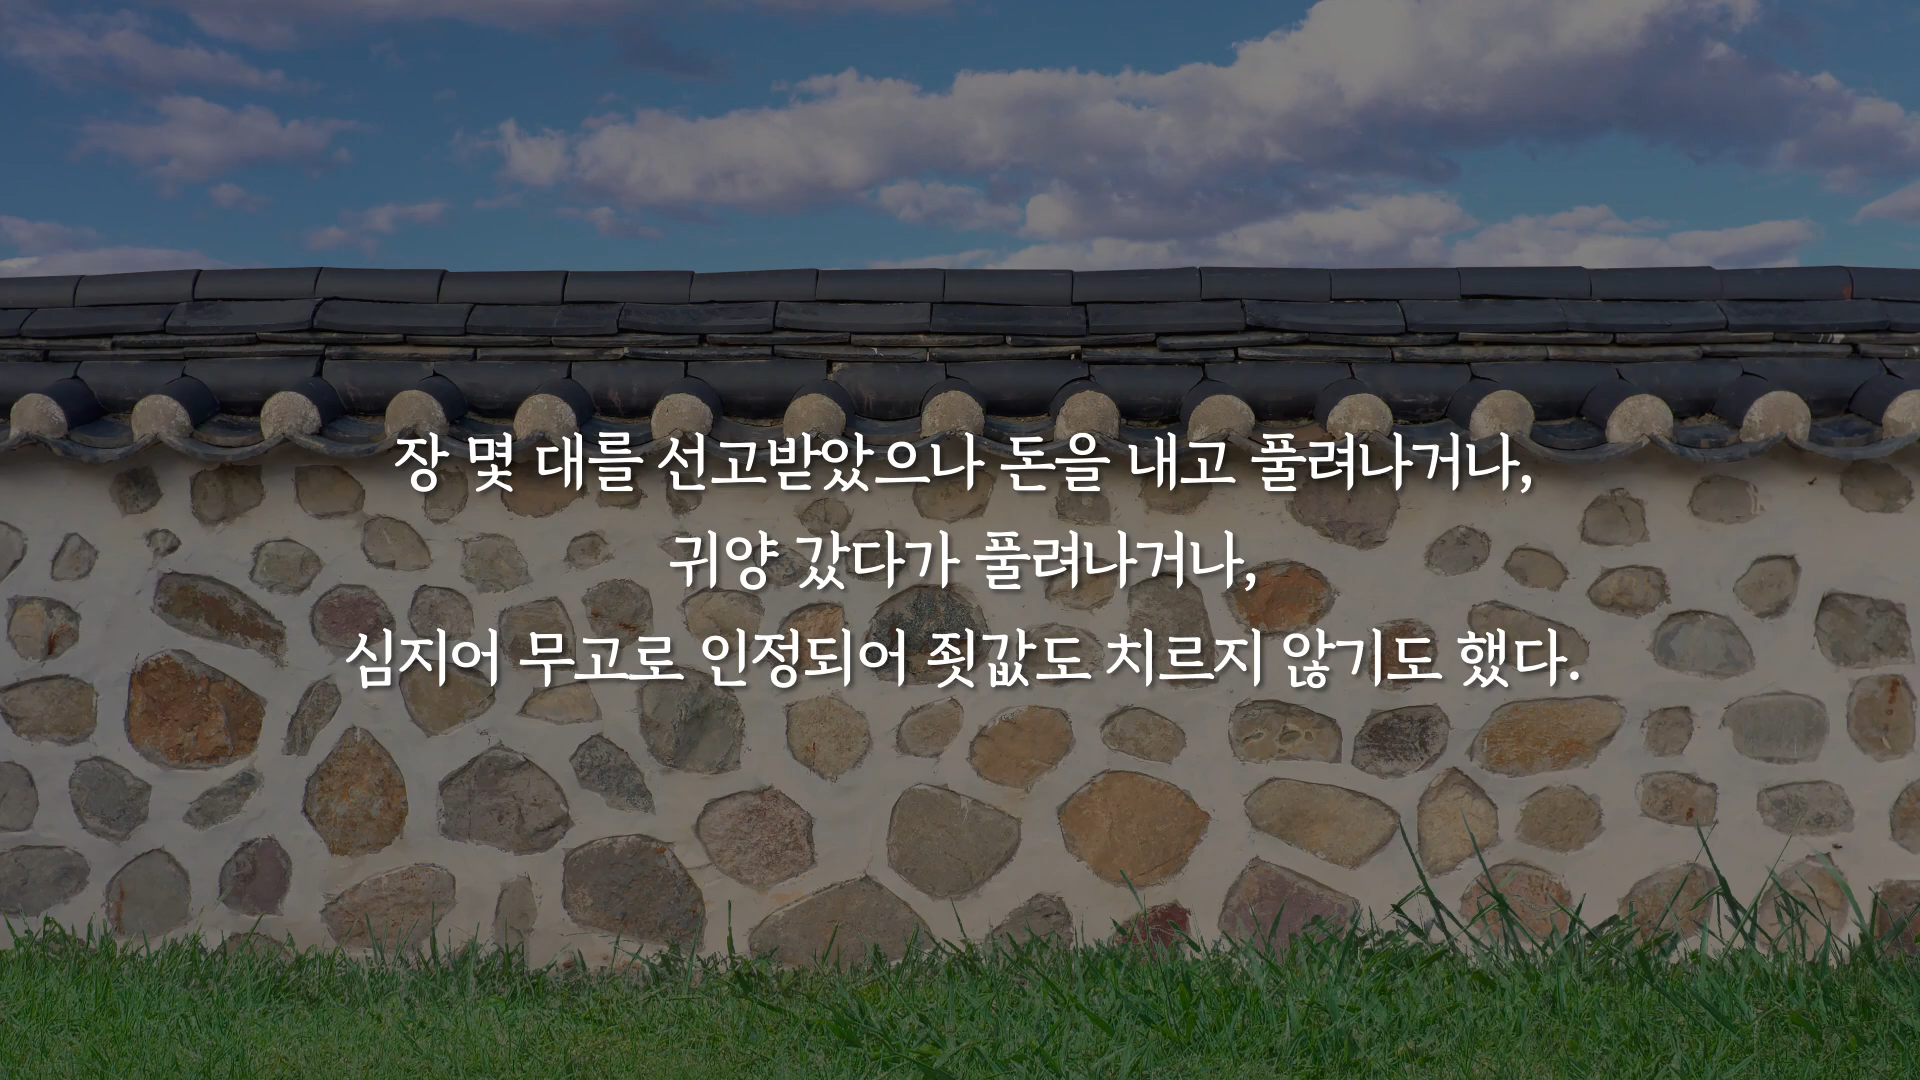 장 몇 대를 선고받았으나 돈을 내고 풀려나거나,
귀양 갔다가 풀려나거나,
심지어 무고로 인정되어 죗값도 치르지 않기도 했다.